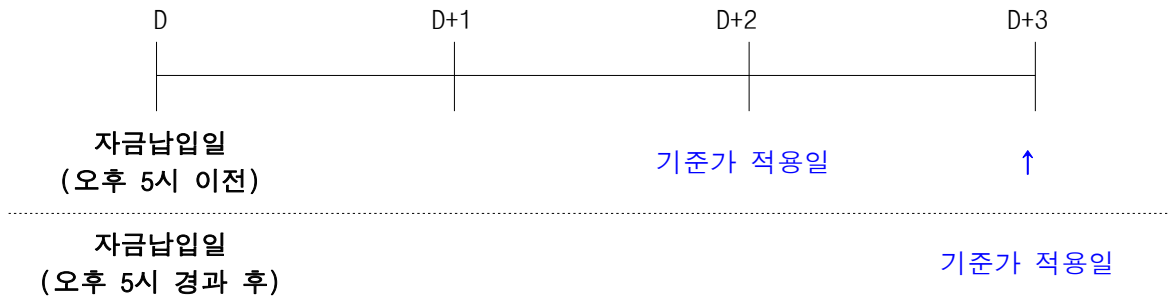 D D+1 D+2 D+3
자금납입일
(오후 5시 이전)
기준가 적용일 ↑
자금납입일
(오후 5시 경과 후)
기준가 적용일